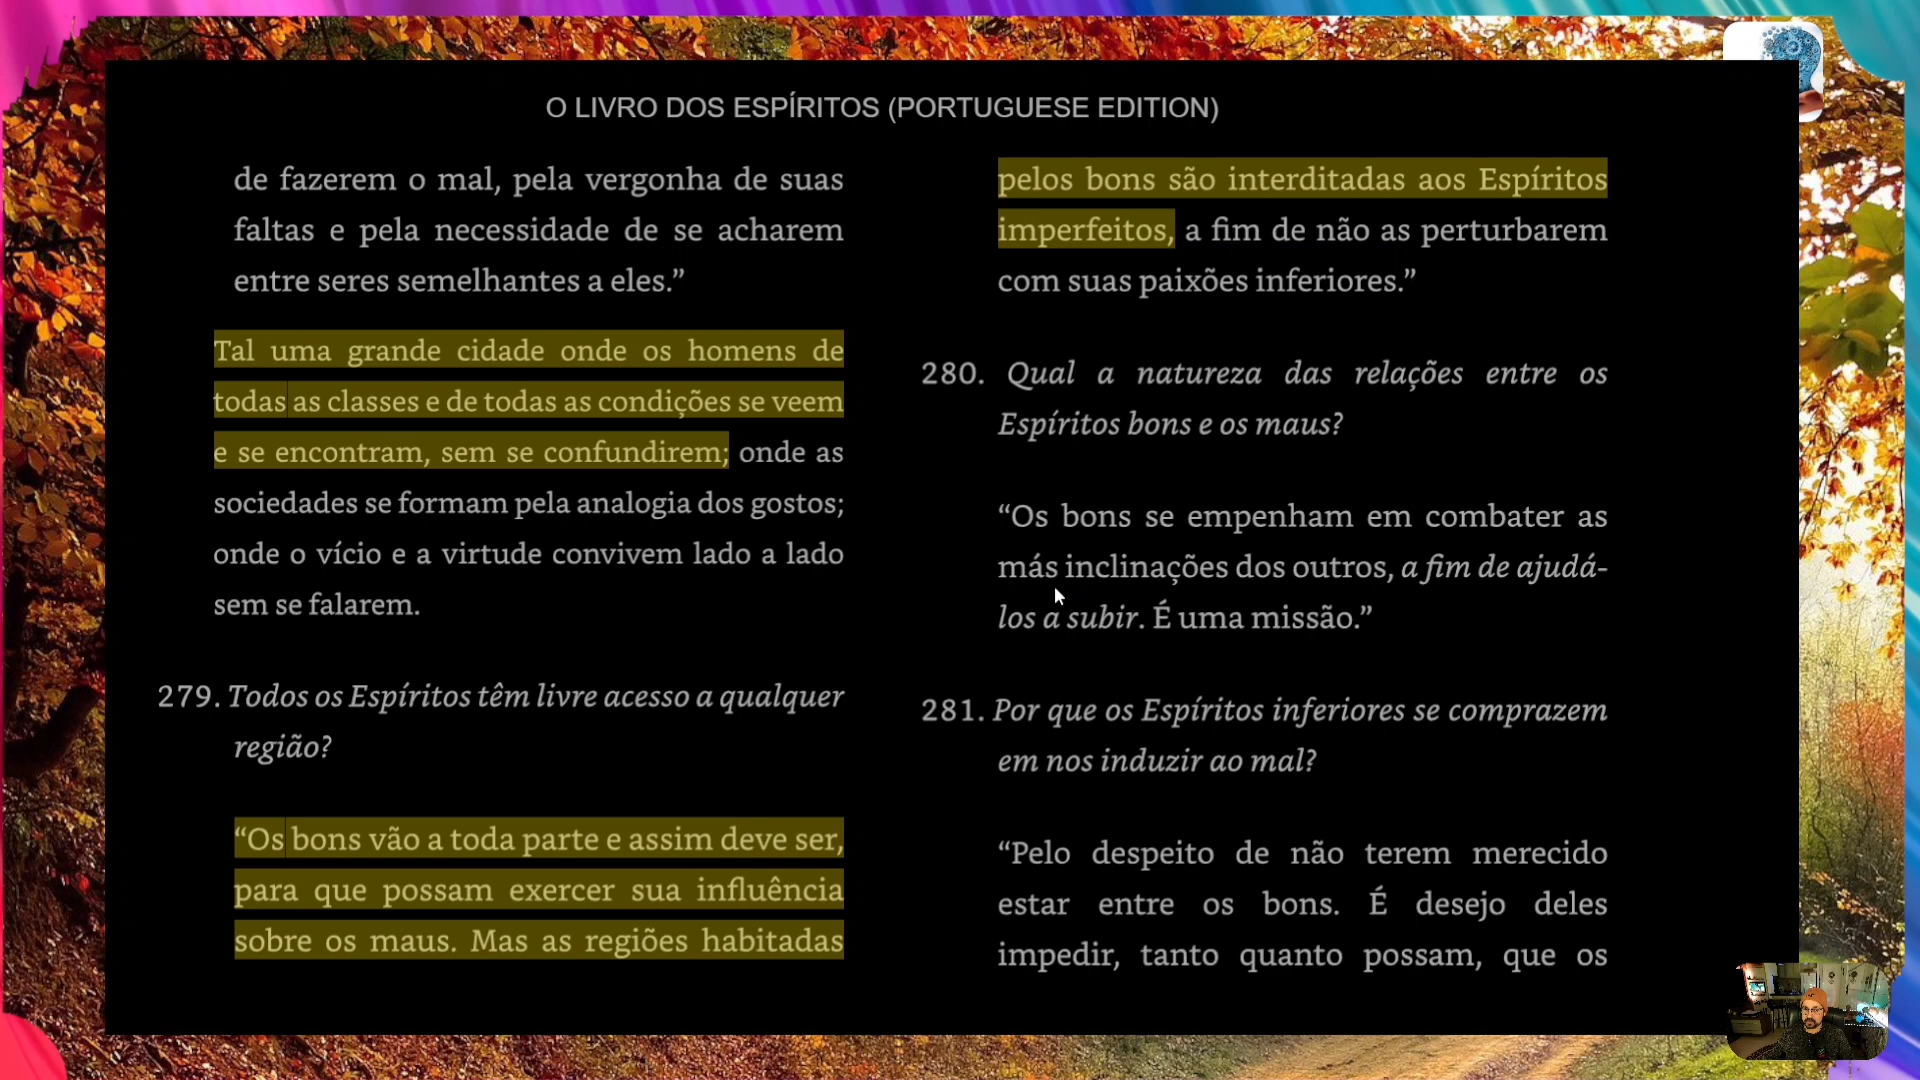 O LIVRO DOS ESPÍRITOS (PORTUGUESE EDITION)
de fazerem o mal, pela vergonha de suas
faltas e pela necessidade de se acharem
entre seres semelhantes a eles.”
Tal uma grande cidade onde os homens de
todas as classes e de todas as condições se veem
e se encontram, sem se confundirem; onde as
sociedades se formam pela analogia dos gostos;
onde o vício e a virtude convivem lado a lado
sem se falarem.
279. Todos os Espíritos têm livre acesso a qualquer
região?
“Os bons vão a toda parte e assim deve ser,
para que possam exercer sua influência
sobre os maus. Mas as regiões habitadas
pelos bons são interditadas aos Espíritos
imperfeitos, a fim de não as perturbarem
com suas paixões inferiores.”
280. Qual a natureza das relações entre os
Espíritos bons e os maus?
“Os bons se empenham em combater as
más inclinações dos outros, a fim de ajudá-
los a subir. É uma missão.”
281. Por que os Espíritos inferiores se comprazem
em nos induzir ao mal?
“Pelo despeito de não terem merecido
estar entre os bons. É desejo deles
impedir, tanto quanto possam, que os